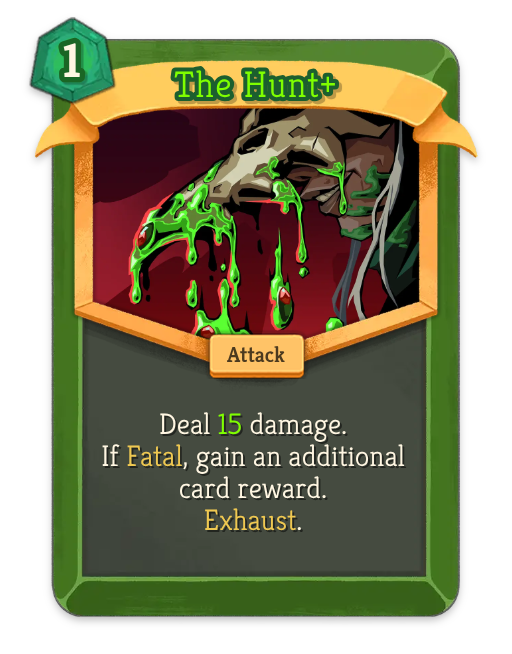 1
The Hunt+
Attack
Deal 15 damage.
If Fatal, gain an additional
card reward.
Exhaust.